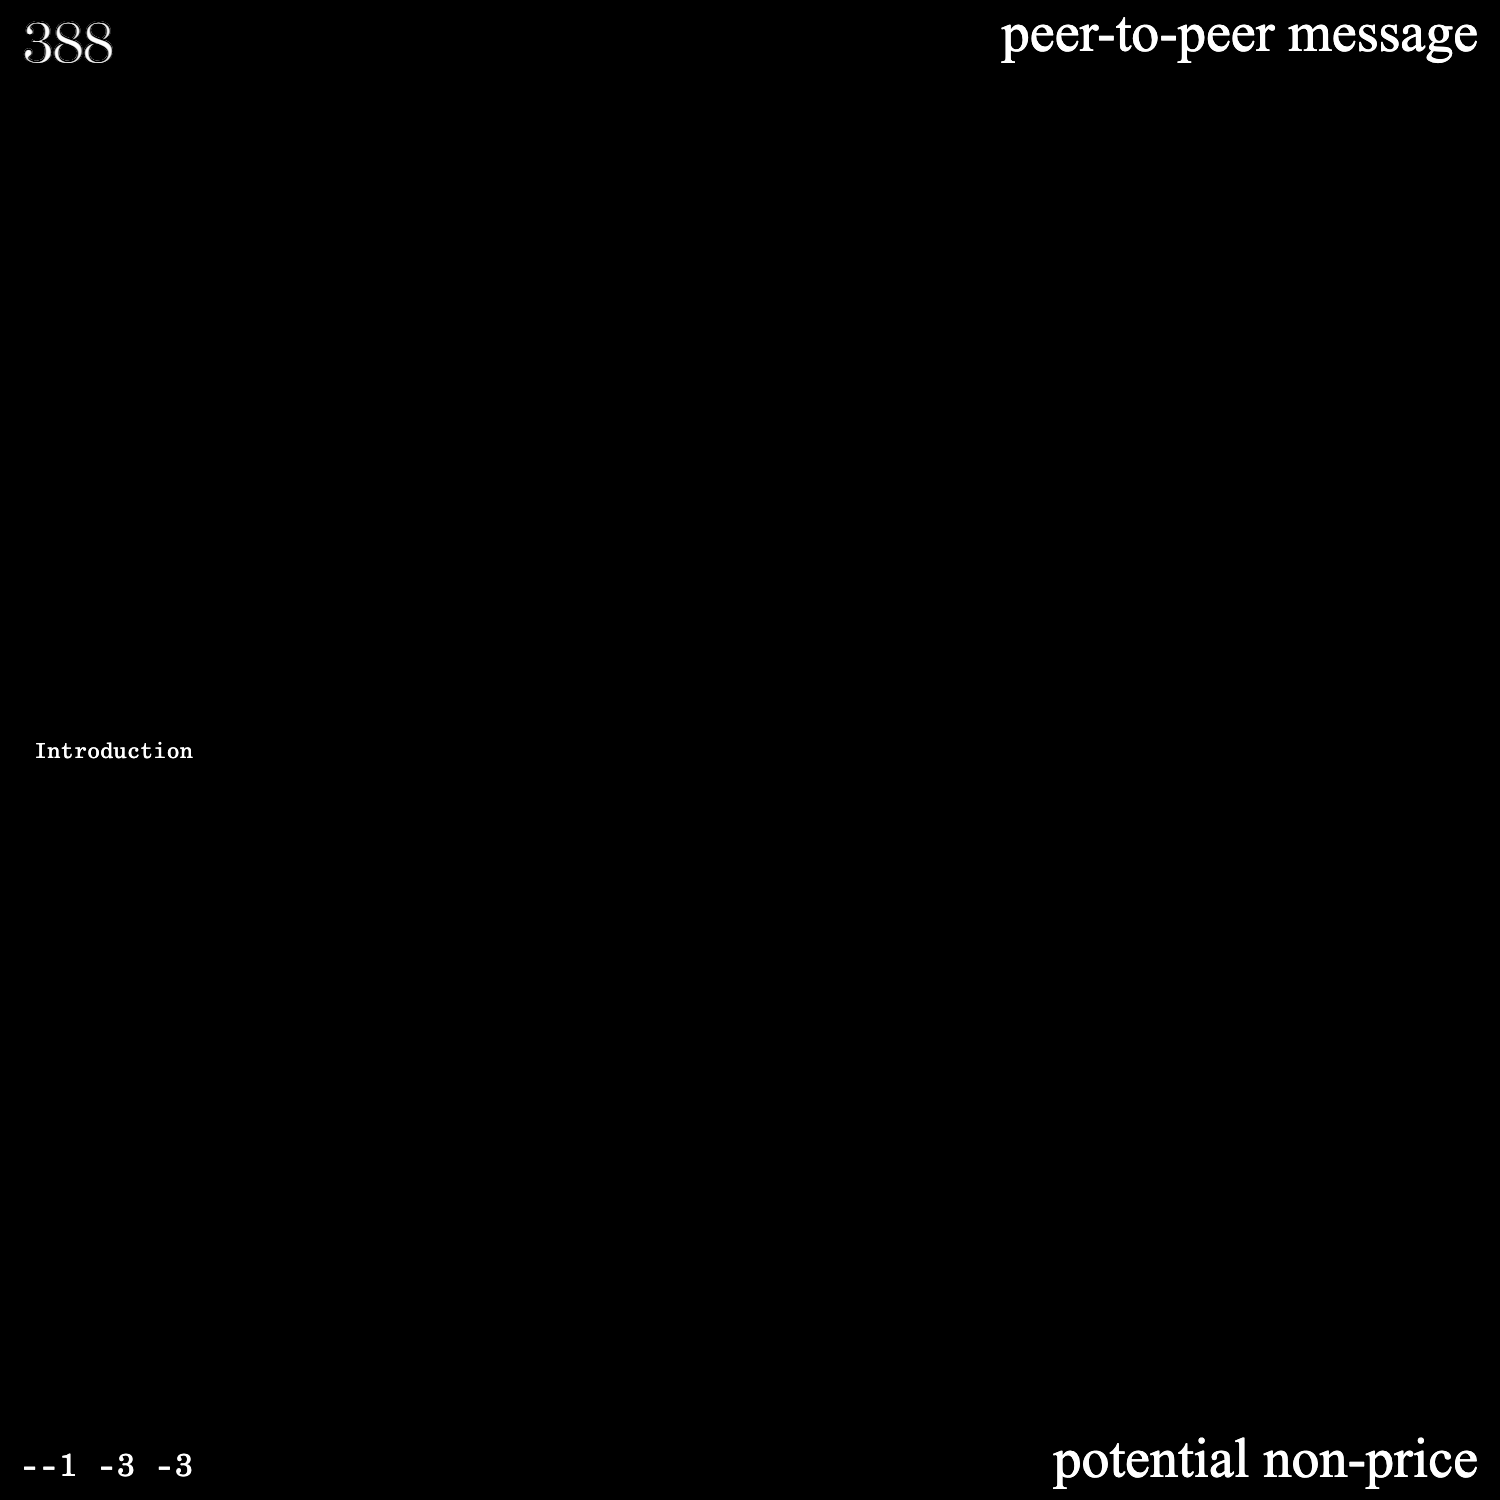 388
peer-to-peer message
Introduction
--1 -3 -3
potential non-price